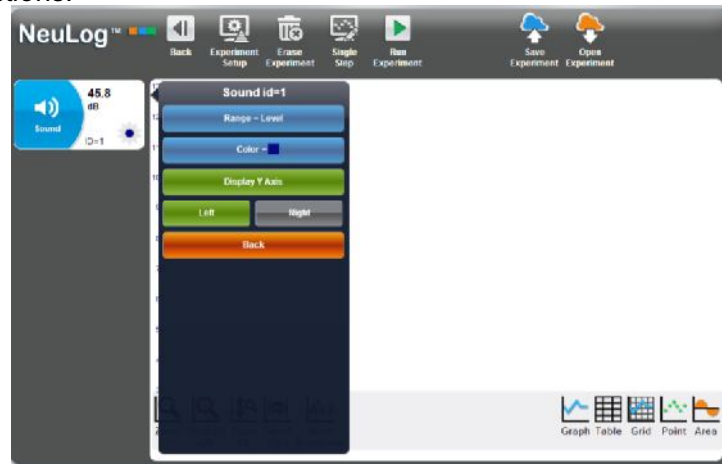 NeuLog™
Back
Experiment Setup
Erase Experiment
Single Step
Run Experiment
Save Experiment
Open Experiment
45.8
dB
Sound
ID=1
Sound id=1
Range – Level
Color –
Display Y Axis
Left
Right
Back
Graph Table Grid Point Area